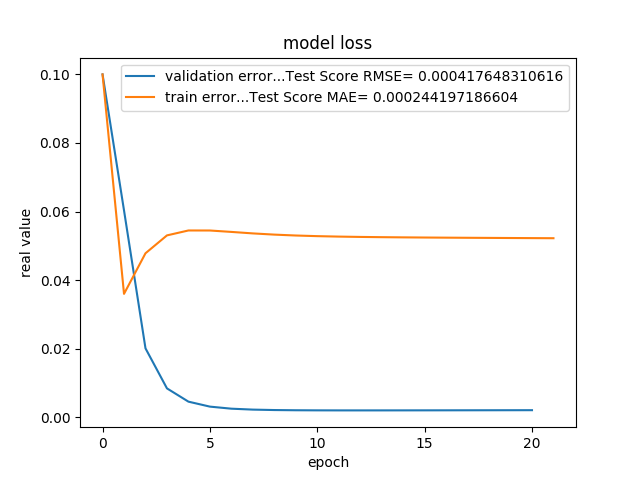 model loss
validation error...Test Score RMSE= 0.000417648310616
train error...Test Score MAE= 0.000244197186604
real value
0.10
0.08
0.06
0.04
0.02
0.00
0 5 10 15 20
epoch